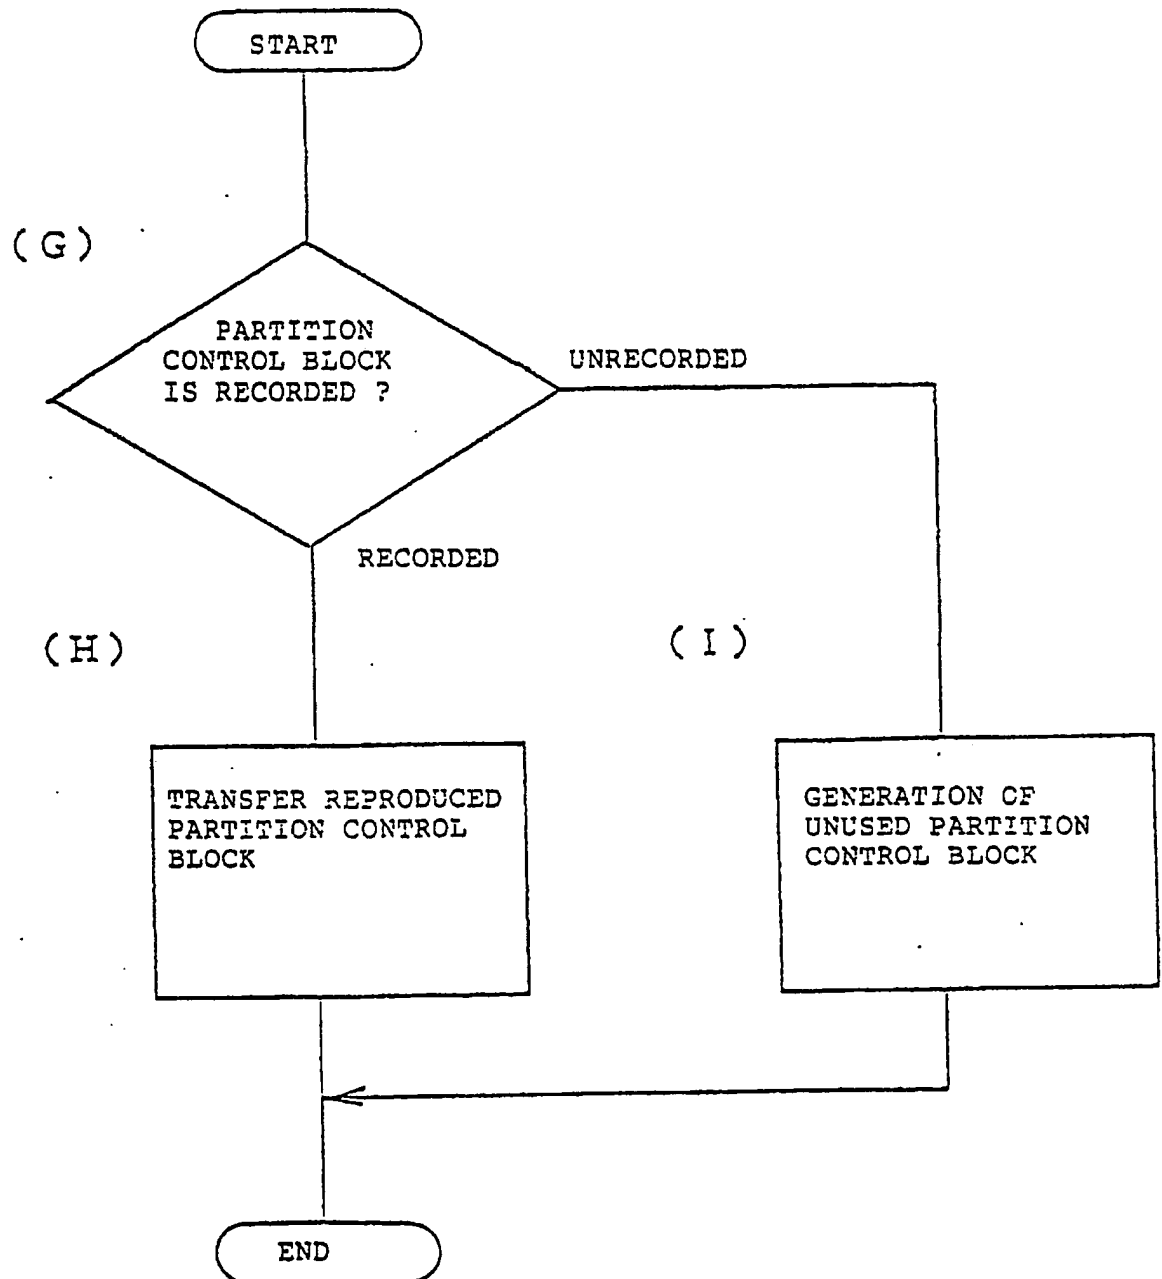 START
(G)
PARTITION
CONTROL BLOCK
IS RECORDED ?
UNRECORDED
RECORDED
(H)
(I)
TRANSFER REPRODUCED
PARTITION CONTROL
BLOCK
GENERATION OF
UNUSED PARTITION
CONTROL BLOCK
END